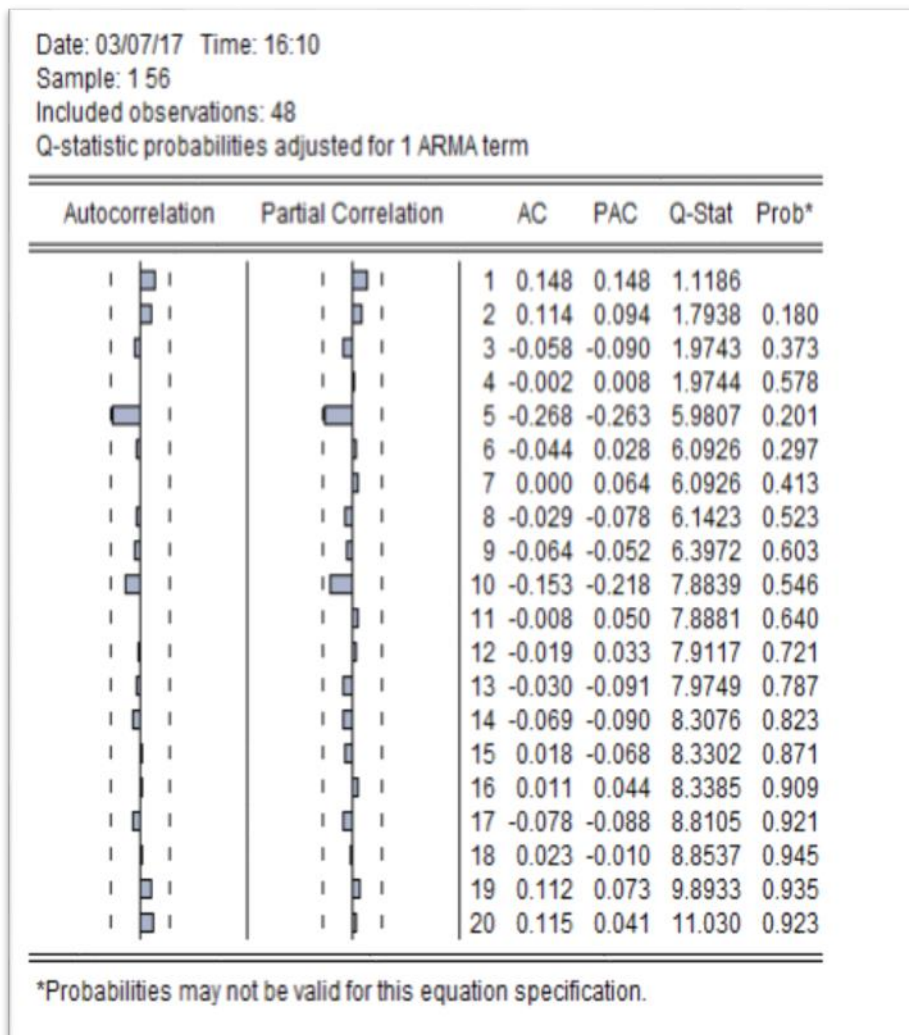 Date: 03/07/17 Time: 16:10
Sample: 1 56
Included observations: 48
Q-statistic probabilities adjusted for 1 ARMA term
Autocorrelation Partial Correlation AC PAC Q-Stat Prob*
1 0.148 0.148 1.1186
2 0.114 0.094 1.7938 0.180
3 -0.058 -0.090 1.9743 0.373
4 -0.002 0.008 1.9744 0.578
5 -0.268 -0.263 5.9807 0.201
6 -0.044 0.028 6.0926 0.297
7 0.000 0.064 6.0926 0.413
8 -0.029 -0.078 6.1423 0.523
9 -0.064 -0.052 6.3972 0.603
10 -0.153 -0.218 7.8839 0.546
11 -0.008 0.050 7.8881 0.640
12 -0.019 0.033 7.9117 0.721
13 -0.030 -0.091 7.9749 0.787
14 -0.069 -0.090 8.3076 0.823
15 0.018 -0.068 8.3302 0.871
16 0.011 0.044 8.3385 0.909
17 -0.078 -0.088 8.8105 0.921
18 0.023 -0.010 8.8537 0.945
19 0.112 0.073 9.8933 0.935
20 0.115 0.041 11.030 0.923
*Probabilities may not be valid for this equation specification.